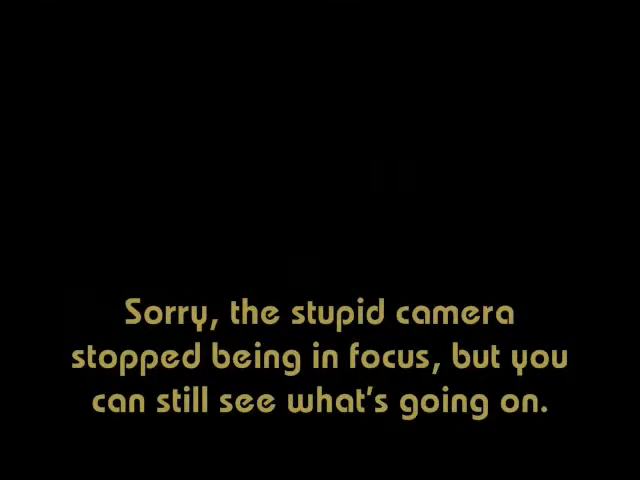 Sorry, the stupid camera
stopped being in focus, but you
can still see what's going on.